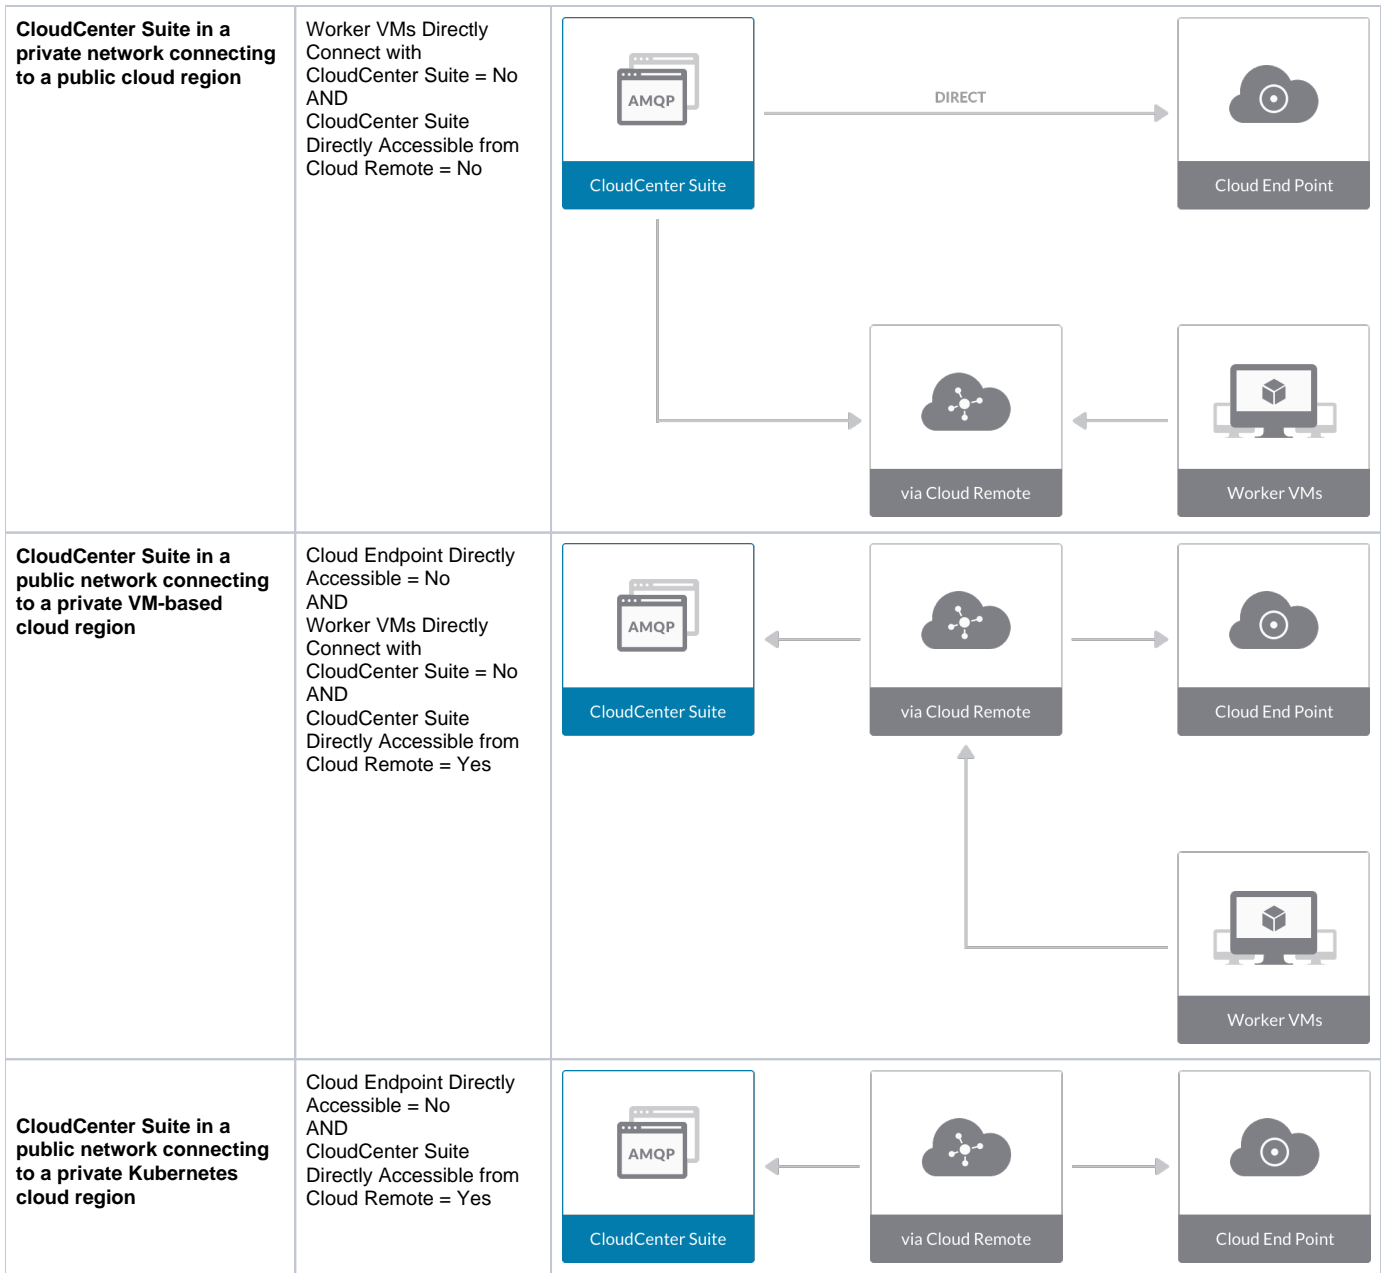 CloudCenter Suite in a
private network connecting
to a public cloud region
Worker VMs Directly
Connect with
CloudCenter Suite = No
AND
CloudCenter Suite
Directly Accessible from
Cloud Remote = No
AMQP
DIRECT
CloudCenter Suite
Cloud End Point
via Cloud Remote
Worker VMs
CloudCenter Suite in a
public network connecting
to a private VM-based
cloud region
Cloud Endpoint Directly
Accessible = No
AND
Worker VMs Directly
Connect with
CloudCenter Suite = No
AND
CloudCenter Suite
Directly Accessible from
Cloud Remote = Yes
AMQP
CloudCenter Suite
via Cloud Remote
Cloud End Point
Worker VMs
CloudCenter Suite in a
public network connecting
to a private Kubernetes
cloud region
Cloud Endpoint Directly
Accessible = No
AND
CloudCenter Suite
Directly Accessible from
Cloud Remote = Yes
AMQP
CloudCenter Suite
via Cloud Remote
Cloud End Point